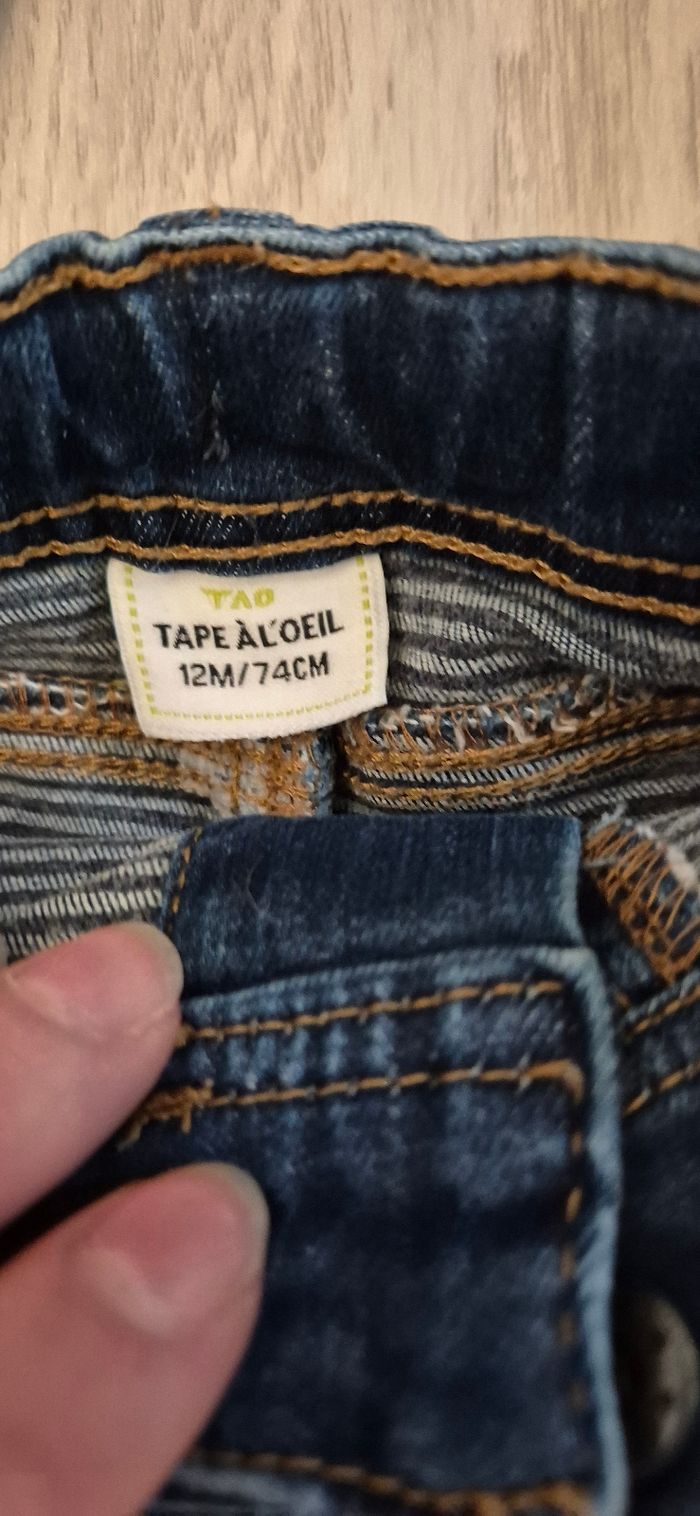 TAO
TAPE À L'OEIL
12M/74CM